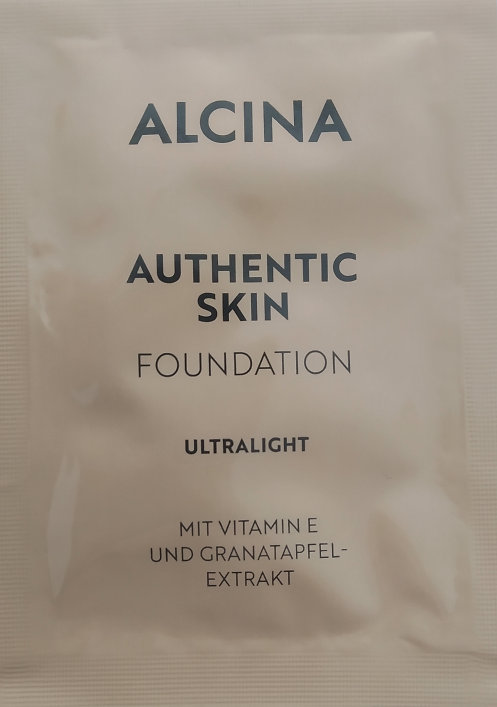 ALCINA
AUTHENTIC
SKIN
FOUNDATION
ULTRALIGHT
MIT VITAMIN E
UND GRANATAPFEL-
EXTRAKT